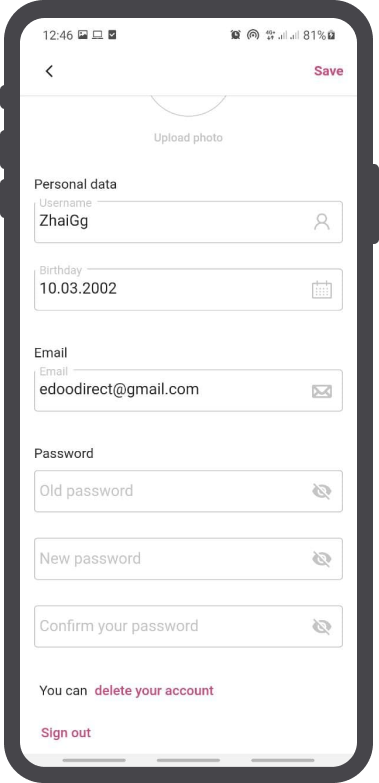 12:46 81%
Save
Upload photo
Personal data
Username
ZhaiGg
Birthday
10.03.2002
Email
Email
edoodirect@gmail.com
Password
Old password
New password
Confirm your password
You can delete your account
Sign out